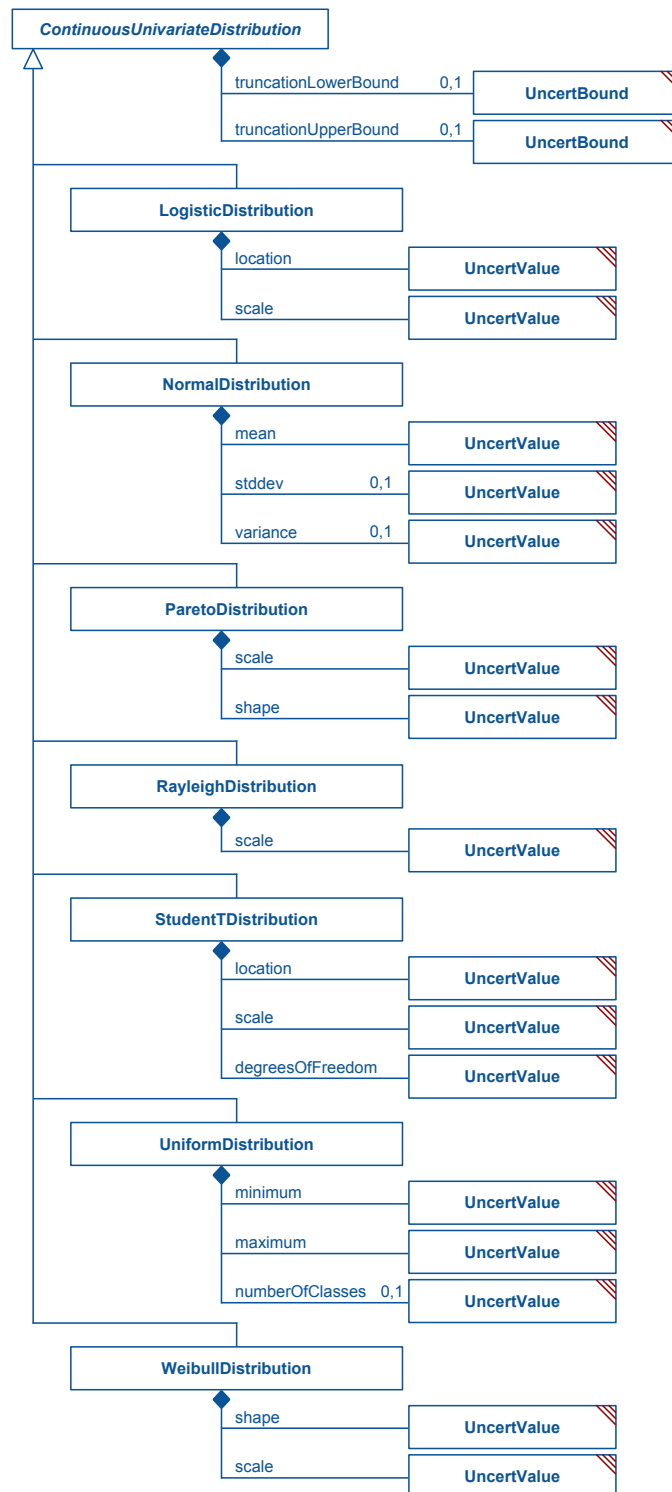 ContinuousUnivariateDistribution
truncationLowerBound 0,1 UncertBound
truncationUpperBound 0,1 UncertBound
LogisticDistribution
location UncertValue
scale UncertValue
NormalDistribution
mean UncertValue
stddev 0,1 UncertValue
variance 0,1 UncertValue
ParetoDistribution
scale UncertValue
shape UncertValue
RayleighDistribution
scale UncertValue
StudentTDistribution
location UncertValue
scale UncertValue
degreesOfFreedom UncertValue
UniformDistribution
minimum UncertValue
maximum UncertValue
numberOfClasses 0,1 UncertValue
WeibullDistribution
shape UncertValue
scale UncertValue